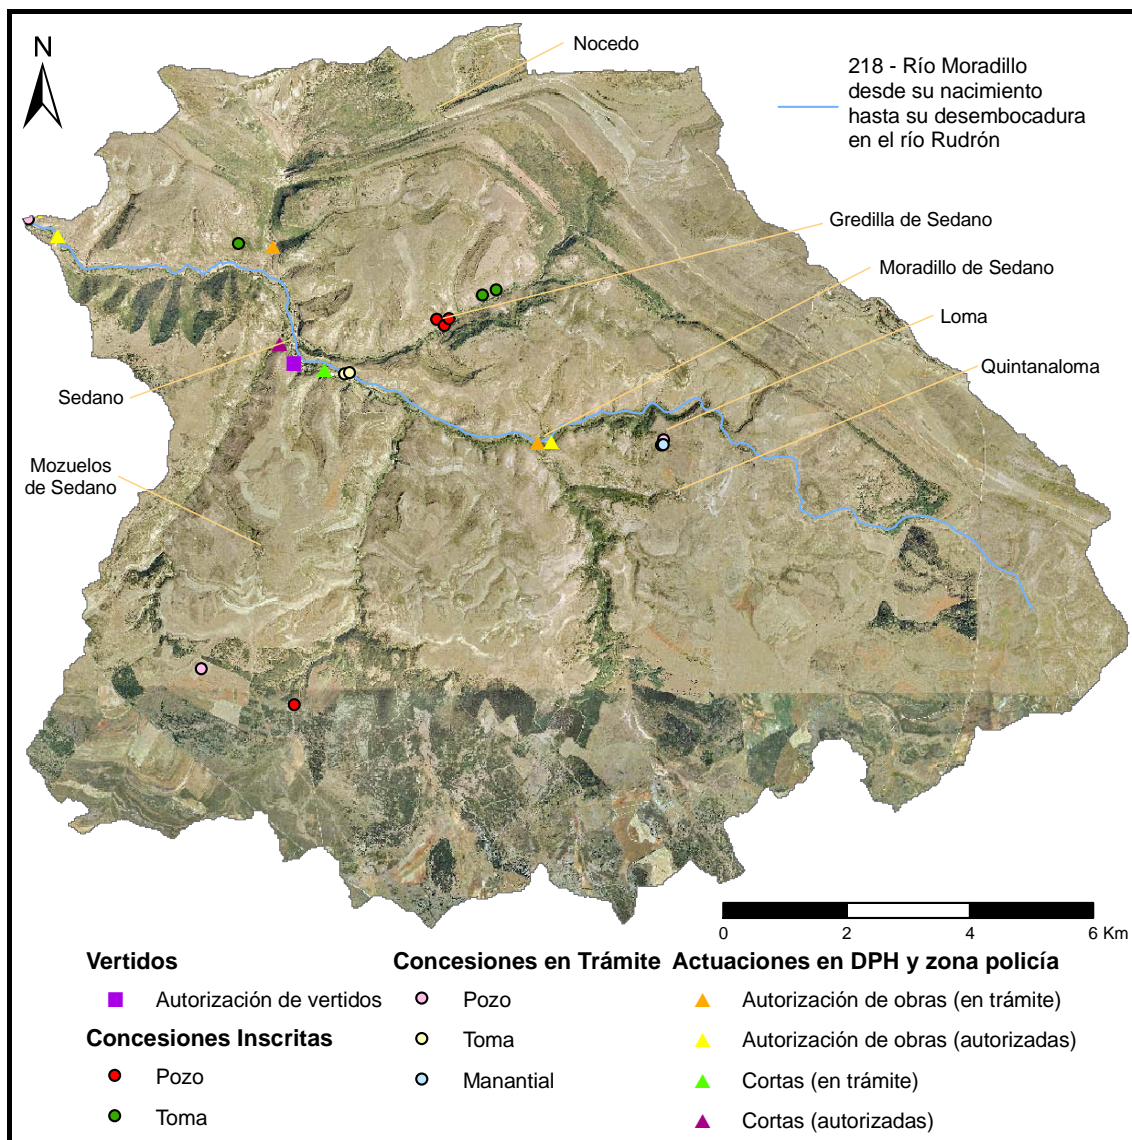 N
Nocedo
218 - Río Moradillo
desde su nacimiento
hasta su desembocadura
en el río Rudrón
Gredilla de Sedano
Moradillo de Sedano
Loma
Quintanaloma
Sedano
Mozuelos
de Sedano
0 2 4 6 Km
Vertidos
Autorización de vertidos
Concesiones Inscritas
Pozo
Toma
Concesiones en Trámite
Pozo
Toma
Manantial
Actuaciones en DPH y zona policía
Autorización de obras (en trámite)
Autorización de obras (autorizadas)
Cortas (en trámite)
Cortas (autorizadas)